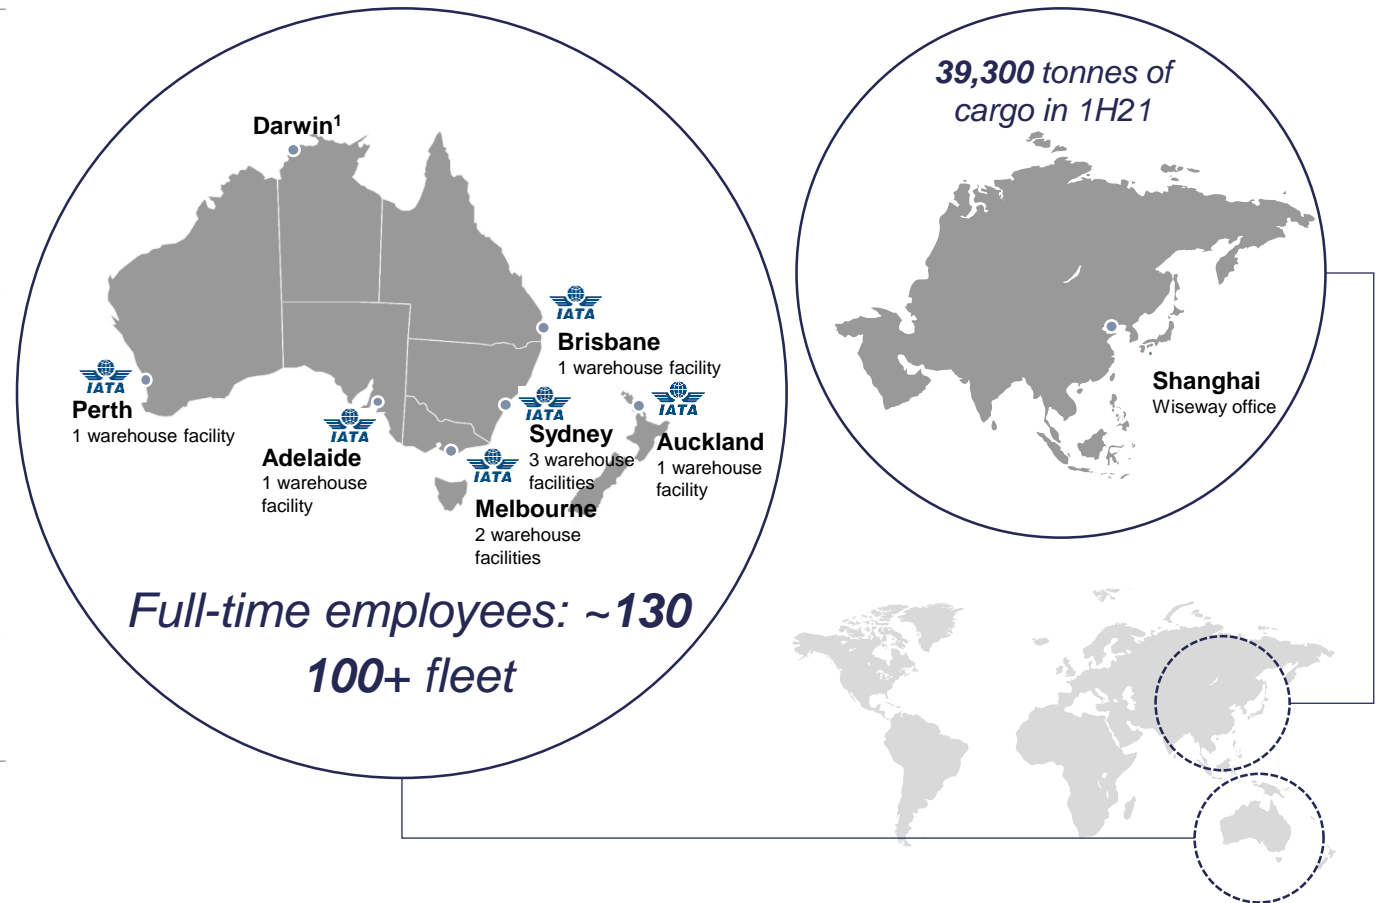 39,300 tonnes of
cargo in 1H21
Darwin¹
IATA
Brisbane
1 warehouse facility
IATA
Perth
1 warehouse facility
IATA
Adelaide
1 warehouse
facility
IATA
Sydney
3 warehouse
facilities
IATA
Auckland
1 warehouse
facility
IATA
Melbourne
2 warehouse
facilities
Shanghai
Wiseway office
Full-time employees: ~130
100+ fleet